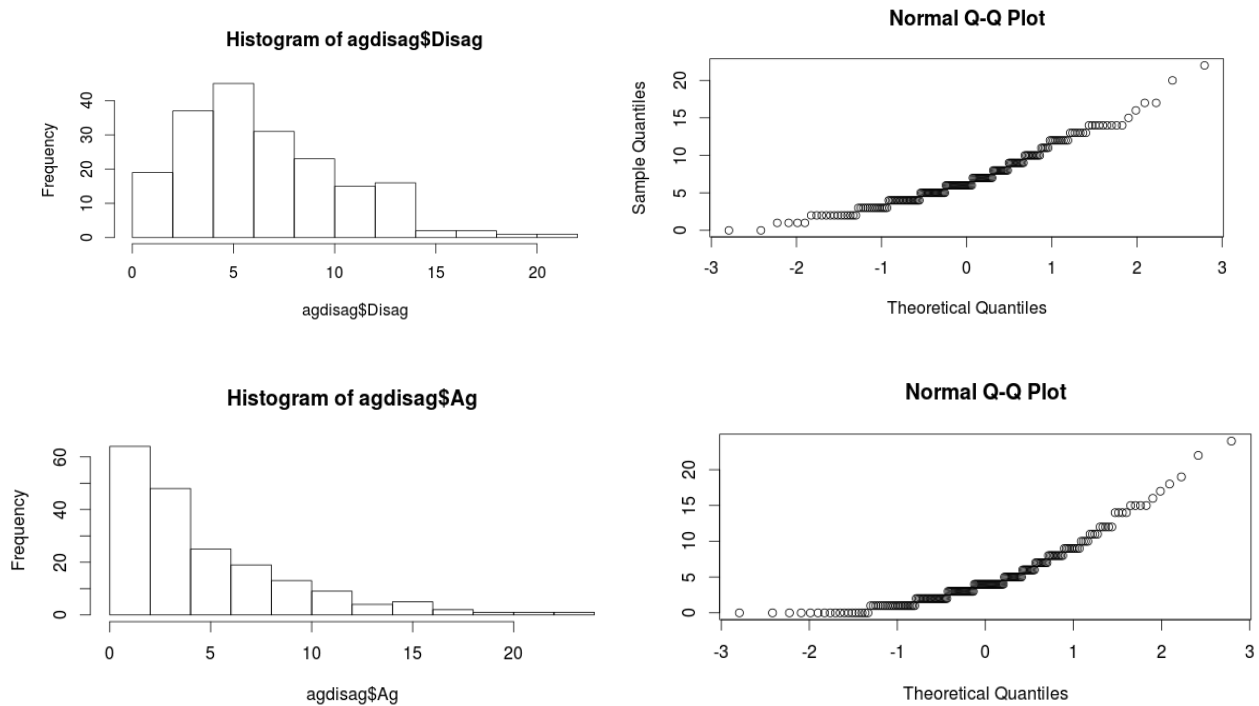 Histogram of agdisag$Disag
Frequency
0 10 20 30 40
0 5 10 15 20
agdisag$Disag
Normal Q-Q Plot
Sample Quantiles
0 5 10 15 20
-3 -2 -1 0 1 2 3
Theoretical Quantiles
Histogram of agdisag$Ag
Frequency
0 20 40 60
0 5 10 15 20
agdisag$Ag
Normal Q-Q Plot
0 5 10 15 20
-3 -2 -1 0 1 2 3
Theoretical Quantiles